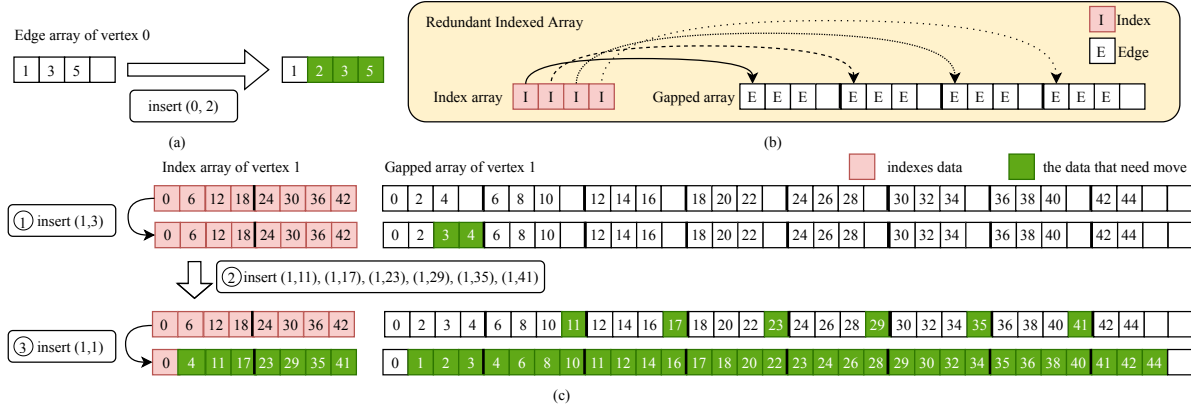 Edge array of vertex 0
1 3 5
insert (0, 2)
1 2 3 5
(a)
Redundant Indexed Array
I Index
E Edge
Index array I I I I
Gapped array E E E E E E E E E E E E
(b)
Index array of vertex 1
Gapped array of vertex 1
indexes data
the data that need move
① insert (1,3)
0 6 12 18 24 30 36 42
0 2 4 6 8 10 12 14 16 18 20 22 24 26 28 30 32 34 36 38 40 42 44
0 6 12 18 24 30 36 42
0 2 3 4 6 8 10 12 14 16 18 20 22 24 26 28 30 32 34 36 38 40 42 44
② insert (1,11), (1,17), (1,23), (1,29), (1,35), (1,41)
③ insert (1,1)
0 6 12 18 24 30 36 42
0 2 3 4 6 8 10 11 12 14 16 17 18 20 22 23 24 26 28 29 30 32 34 35 36 38 40 41 42 44
0 4 11 17 23 29 35 41
0 1 2 3 4 6 8 10 11 12 14 16 17 18 20 22 23 24 26 28 29 30 32 34 35 36 38 40 41 42 44
(c)